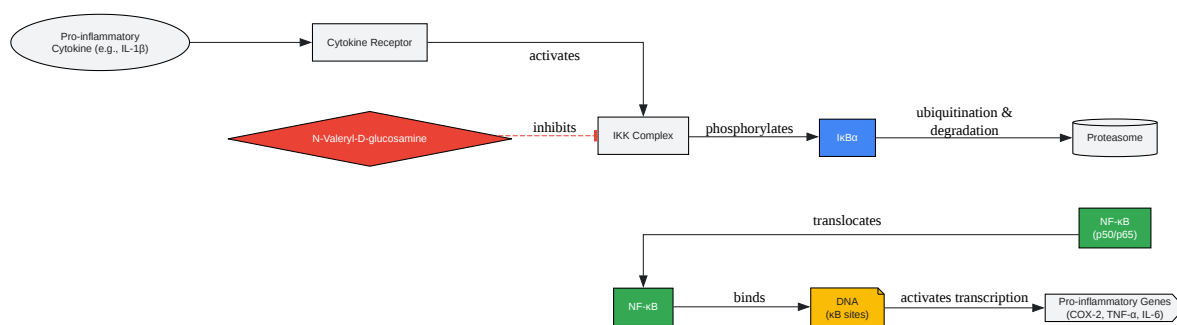 Pro-inflammatory
Cytokine (e.g., IL-1β)
Cytokine Receptor
activates
N-Valeryl-D-glucosamine
inhibits
IKK Complex
phosphorylates
IκBα
ubiquitination &
degradation
Proteasome
translocates
NF-κB
(p50/p65)
NF-κB
binds
DNA
(κB sites)
activates transcription
Pro-inflammatory Genes
(COX-2, TNF-α, IL-6)